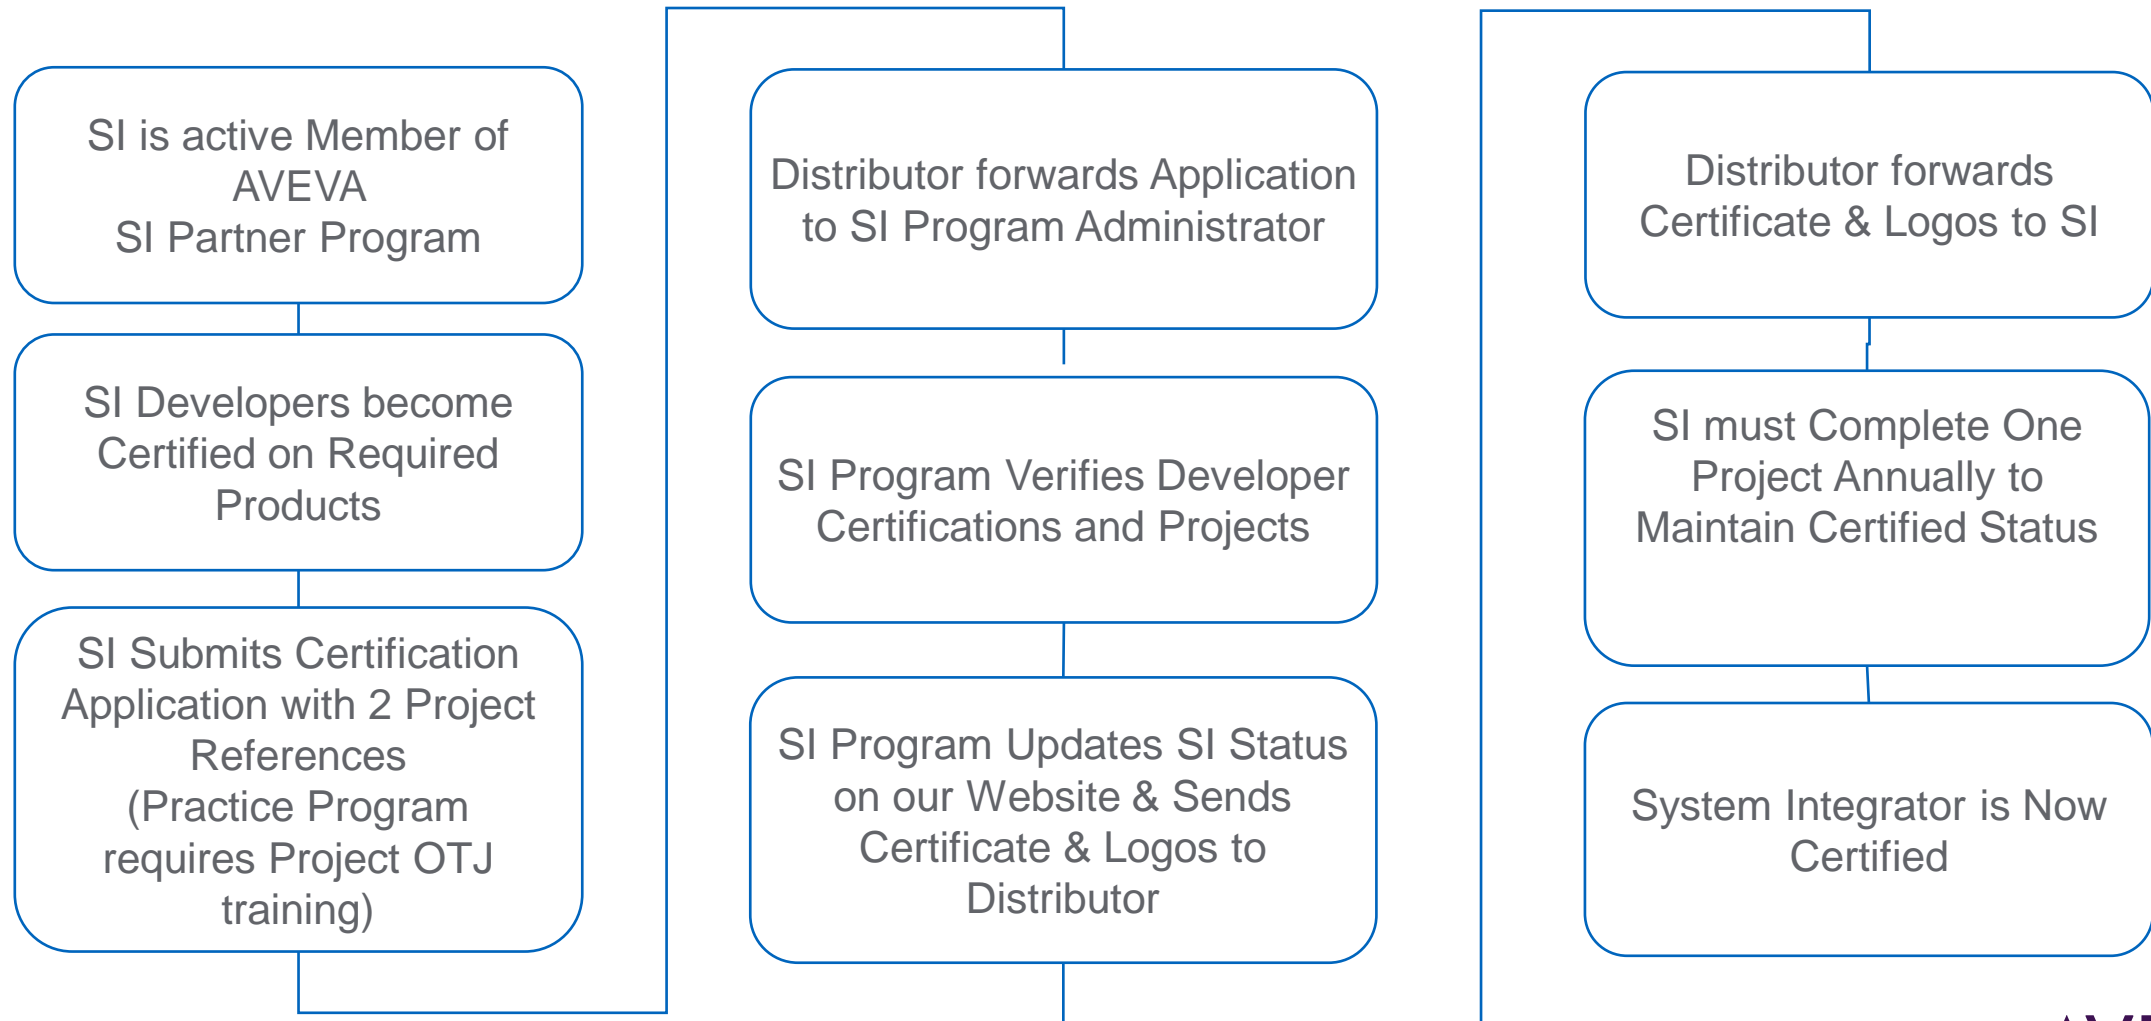 SI is active Member of
AVEVA
SI Partner Program
SI Developers become
Certified on Required
Products
SI Submits Certification
Application with 2 Project
References
(Practice Program
requires Project OTJ
training)
Distributor forwards Application
to SI Program Administrator
SI Program Verifies Developer
Certifications and Projects
SI Program Updates SI Status
on our Website & Sends
Certificate & Logos to
Distributor
Distributor forwards
Certificate & Logos to SI
SI must Complete One
Project Annually to
Maintain Certified Status
System Integrator is Now
Certified